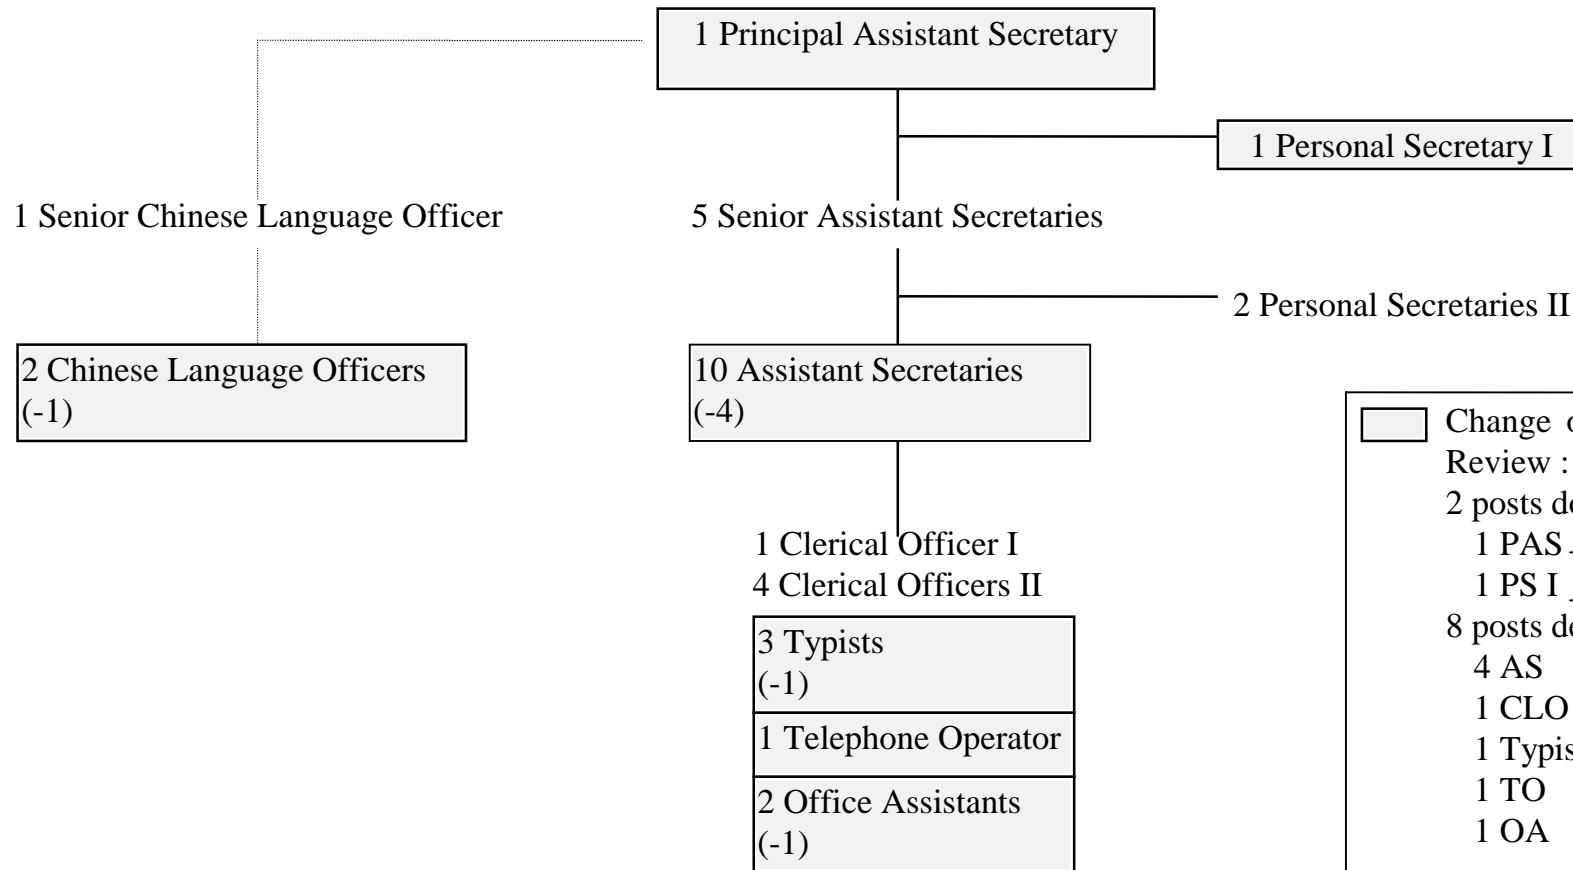 1 Principal Assistant Secretary
1 Personal Secretary I
1 Senior Chinese Language Officer
5 Senior Assistant Secretaries
2 Personal Secretaries II
2 Chinese Language Officers
(-1)
10 Assistant Secretaries
(-4)
1 Clerical Officer I
4 Clerical Officers II
3 Typists
(-1)
1 Telephone Operator
2 Office Assistants
(-1)
Change
Review :
2 posts
1 PAS
1 PS I
8 posts
4 AS
1 CLO
1
1 TO
1 OA